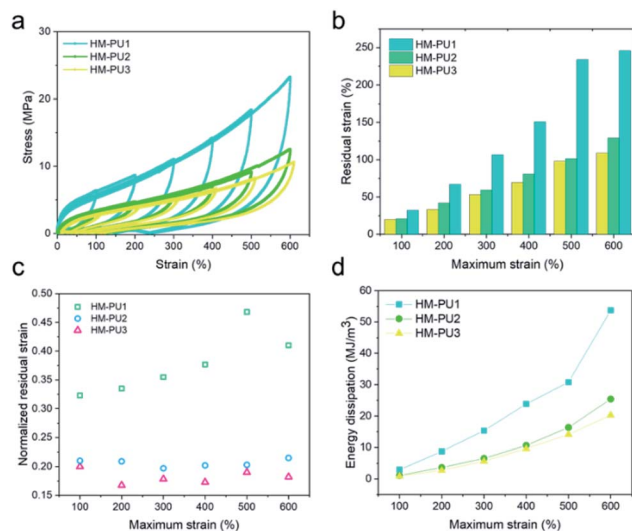 a
HM-PU1
HM-PU2
HM-PU3
30
20
10
0
Stress (MPa)
0 100 200 300 400 500 600
Strain (%)
b
HM-PU1
HM-PU2
HM-PU3
250
200
150
100
50
0
Residual strain (%)
100 200 300 400 500 600
Maximum strain (%)
c
HM-PU1
HM-PU2
HM-PU3
0.50
0.45
0.40
0.35
0.30
0.25
0.20
0.15
Normalized residual strain
100 200 300 400 500 600
Maximum strain (%)
d
HM-PU1
HM-PU2
HM-PU3
60
50
40
30
20
10
0
Energy dissipation (MJ/m³)
100 200 300 400 500 600
Maximum strain (%)